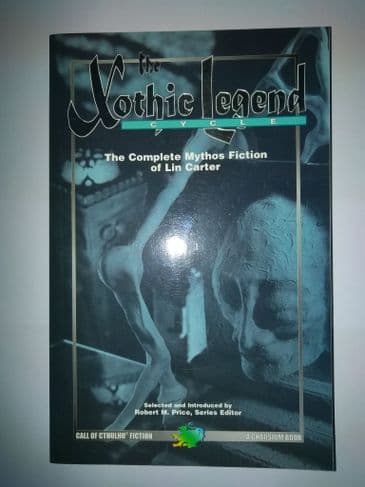 the
Xothic Legend
CYCLE
The Complete Mythos Fiction
of Lin Carter
Selected and Introduced by
Robert M. Price, Series Editor
CALL OF CTHULHU® FICTION
A CHAOSIUM BOOK